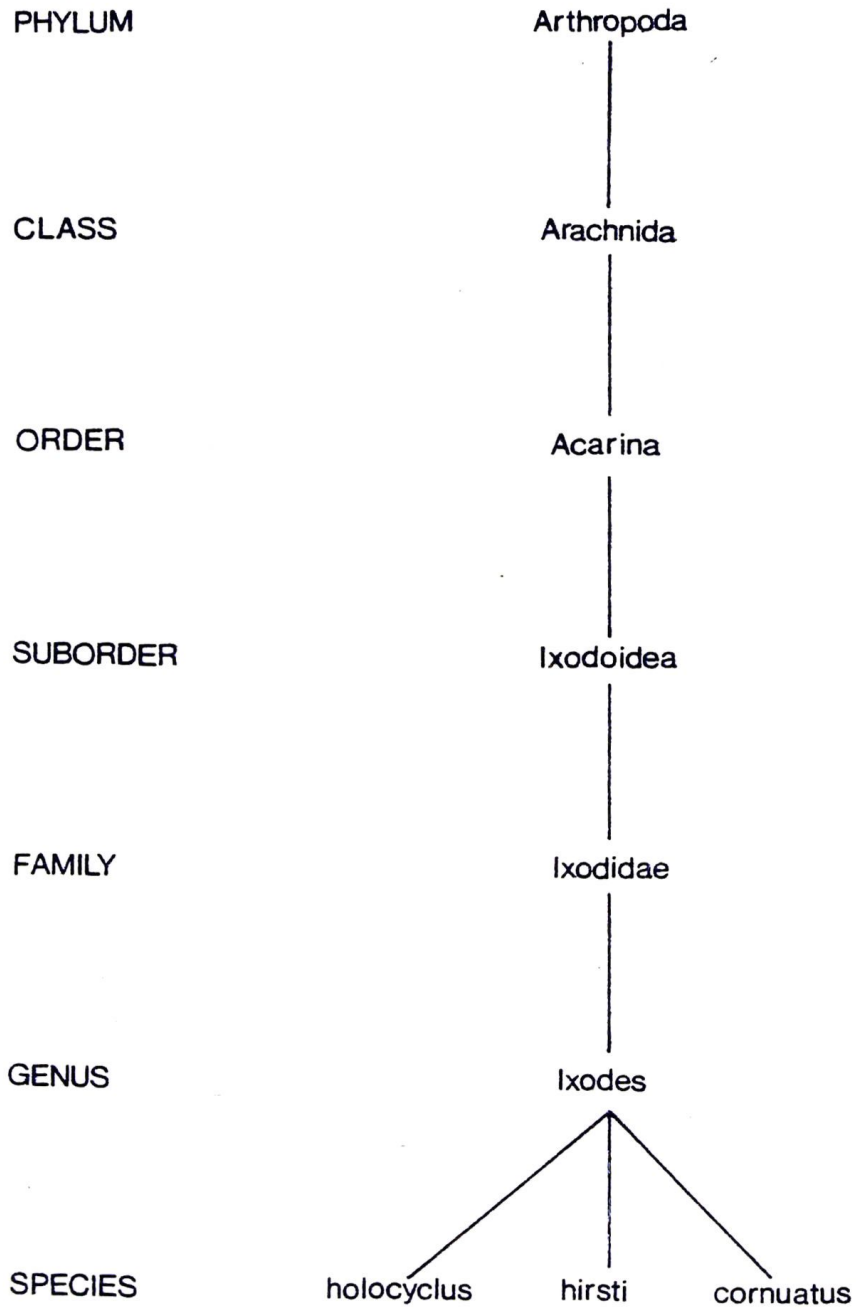 PHYLUM Arthropoda
CLASS Arachnida
ORDER Acarina
SUBORDER Ixodoidea
FAMILY Ixodidae
GENUS Ixodes
SPECIES holocyclus hirsti cornuatus